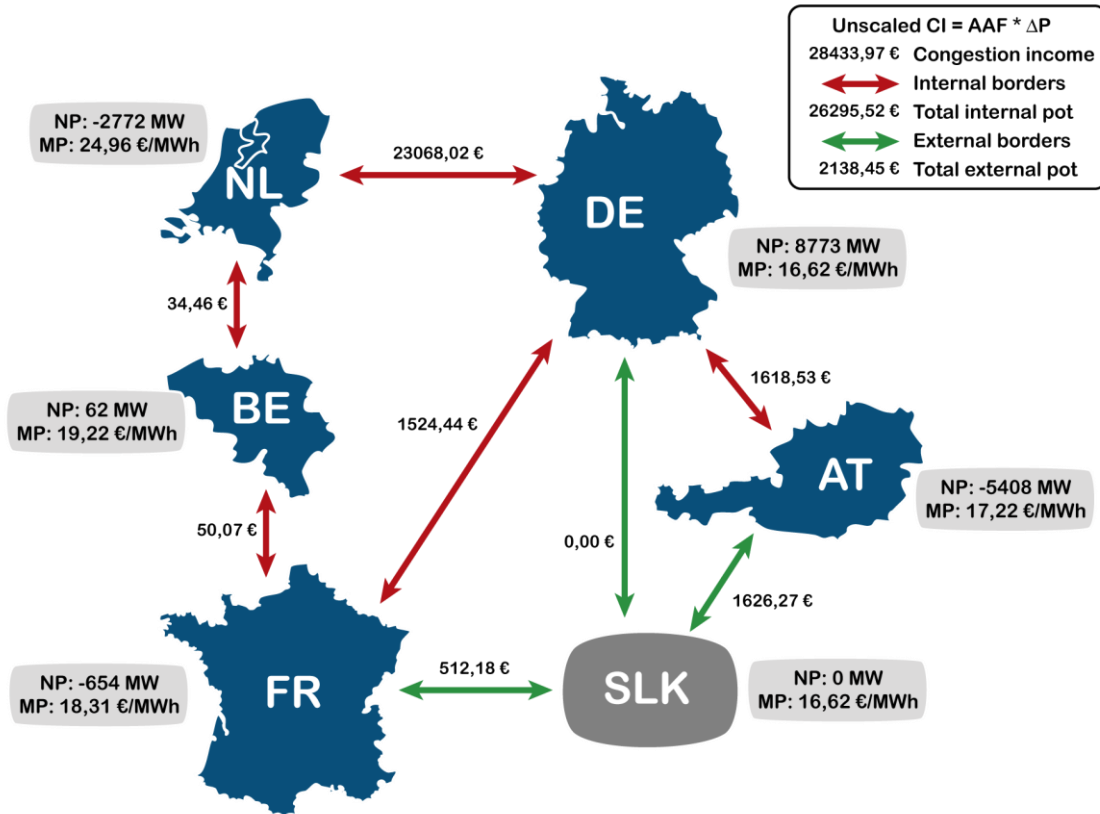 Unscaled CI = AAF * ΔP
28433,97 € Congestion income
Internal borders
26295,52 € Total internal pot
External borders
2138,45 € Total external pot
NP: -2772 MW
MP: 24,96 €/MWh
NL
23068,02 €
DE
NP: 8773 MW
MP: 16,62 €/MWh
34,46 €
1618,53 €
NP: 62 MW
MP: 19,22 €/MWh
BE
1524,44 €
AT
NP: -5408 MW
MP: 17,22 €/MWh
50,07 €
0,00 €
1626,27 €
NP: -654 MW
MP: 18,31 €/MWh
FR
512,18 €
SLK
NP: 0 MW
MP: 16,62 €/MWh